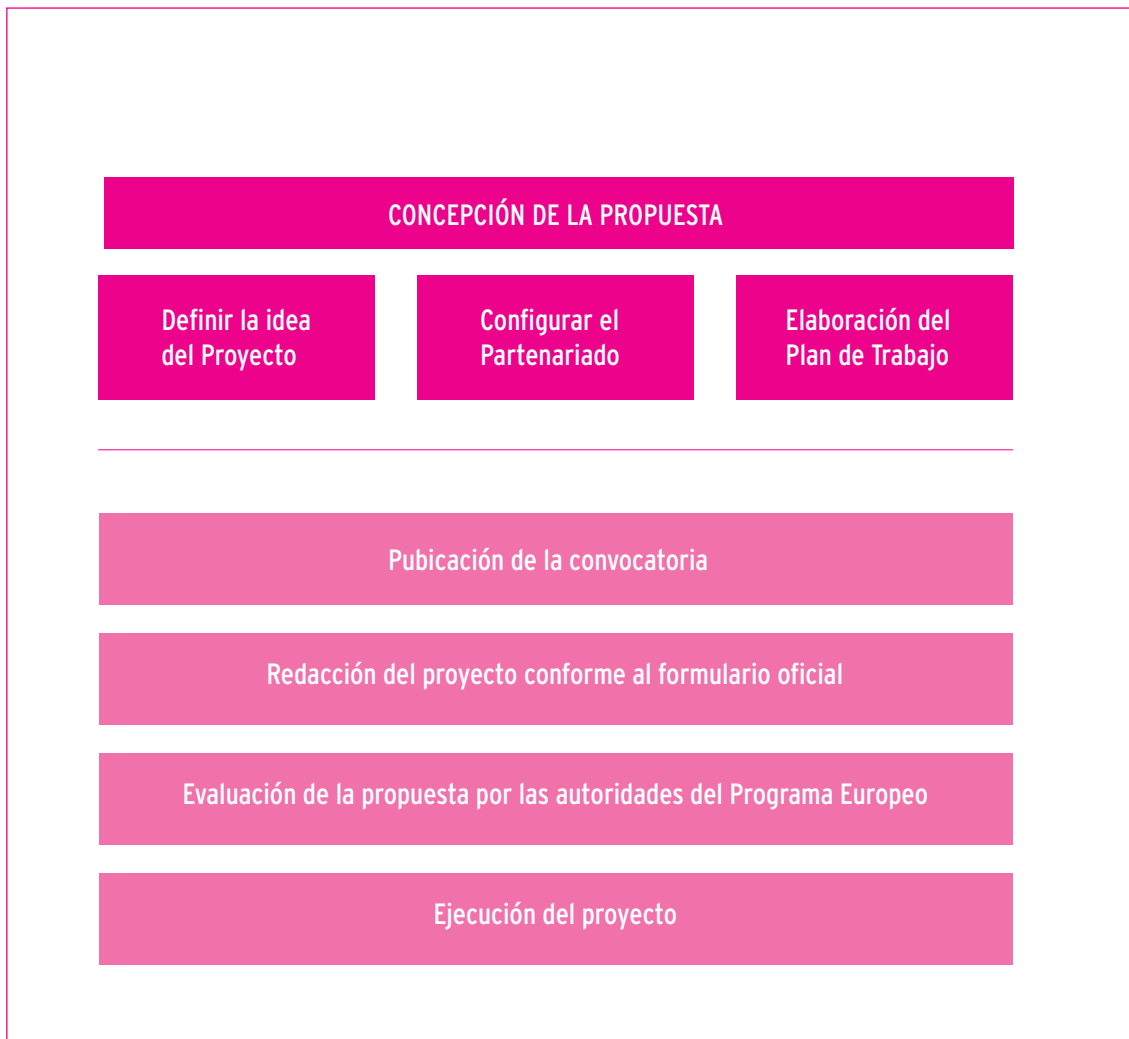 CONCEPCIÓN DE LA PROPUESTA
Definir la idea
del Proyecto
Configurar el
Partenariado
Elaboración del
Plan de Trabajo
Pubicación de la convocatoria
Redacción del proyecto conforme al formulario oficial
Evaluación de la propuesta por las autoridades del Programa Europeo
Ejecución del proyecto